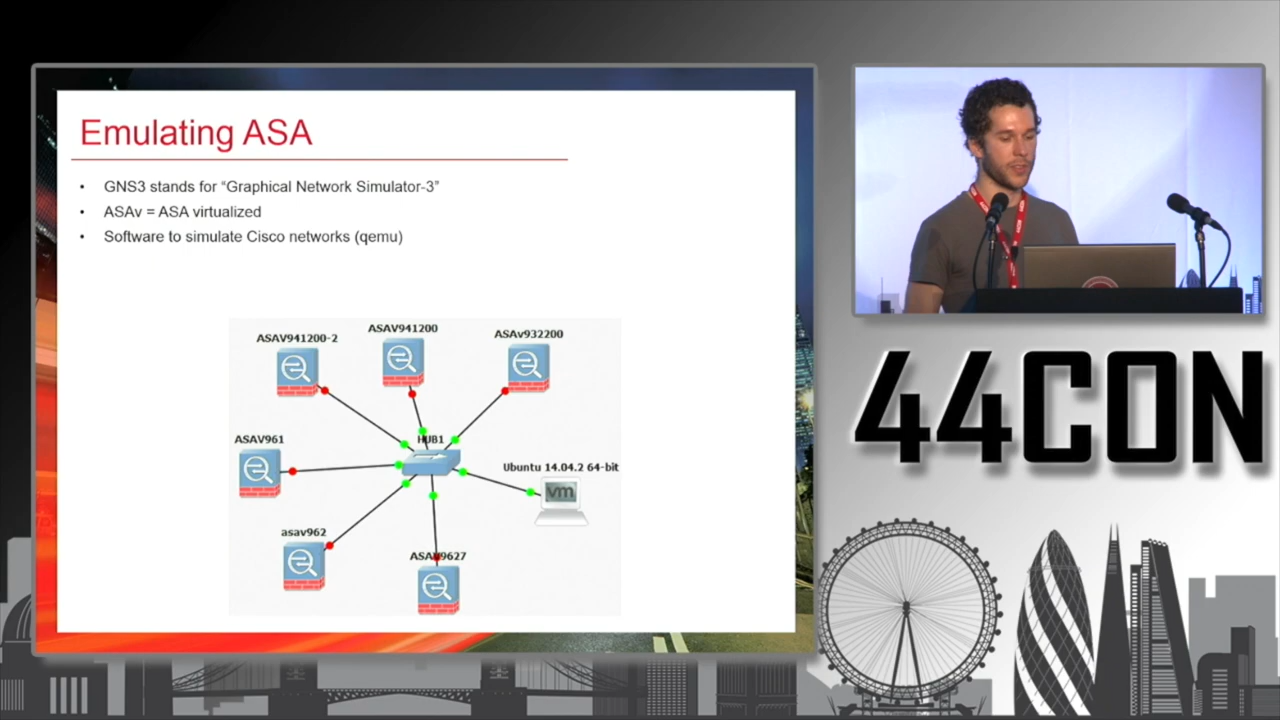 Emulating ASA
• GNS3 stands for “Graphical Network Simulator-3”
• ASAv = ASA virtualized
• Software to simulate Cisco networks (qemu)
ASAV941200-2
ASAV941200
ASAv932200
ASAV961
HUB1
Ubuntu 14.04.2 64-bit
vm
asav962
ASAV9627
44CON